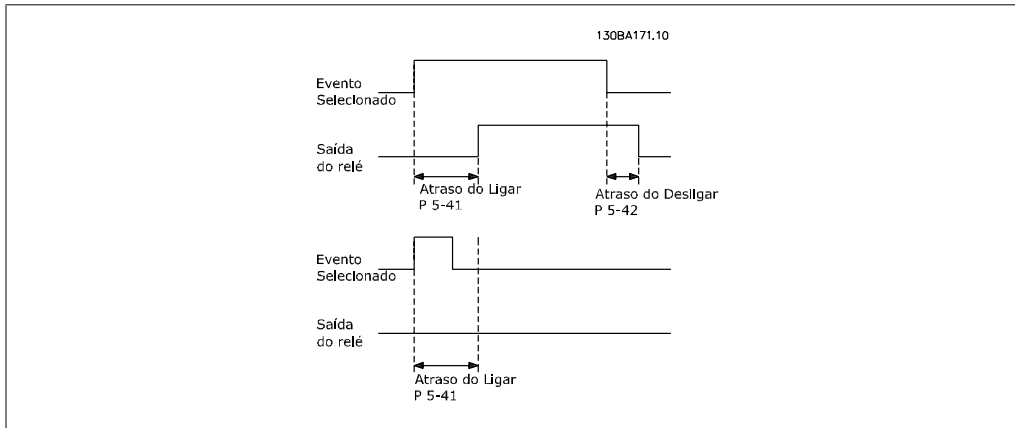 130BA171.10
Evento
Selecionado
Saída
do relé
Atraso do Ligar
P 5-41
Atraso do Desligar
P 5-42
Evento
Selecionado
Saída
do relé
Atraso do Ligar
P 5-41